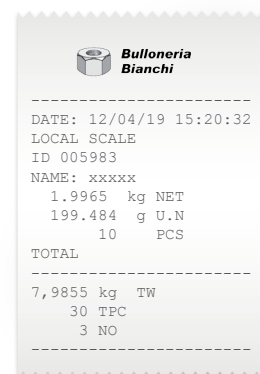 Bulloneria
Bianchi
-----------------------
DATE: 12/04/19 15:20:32
LOCAL SCALE
ID 005983
NAME: xxxxx
1.9965 kg NET
199.484 g U.N
10 PCS
TOTAL
-----------------------
7,9855 kg TW
30 TPC
3 NO
-----------------------